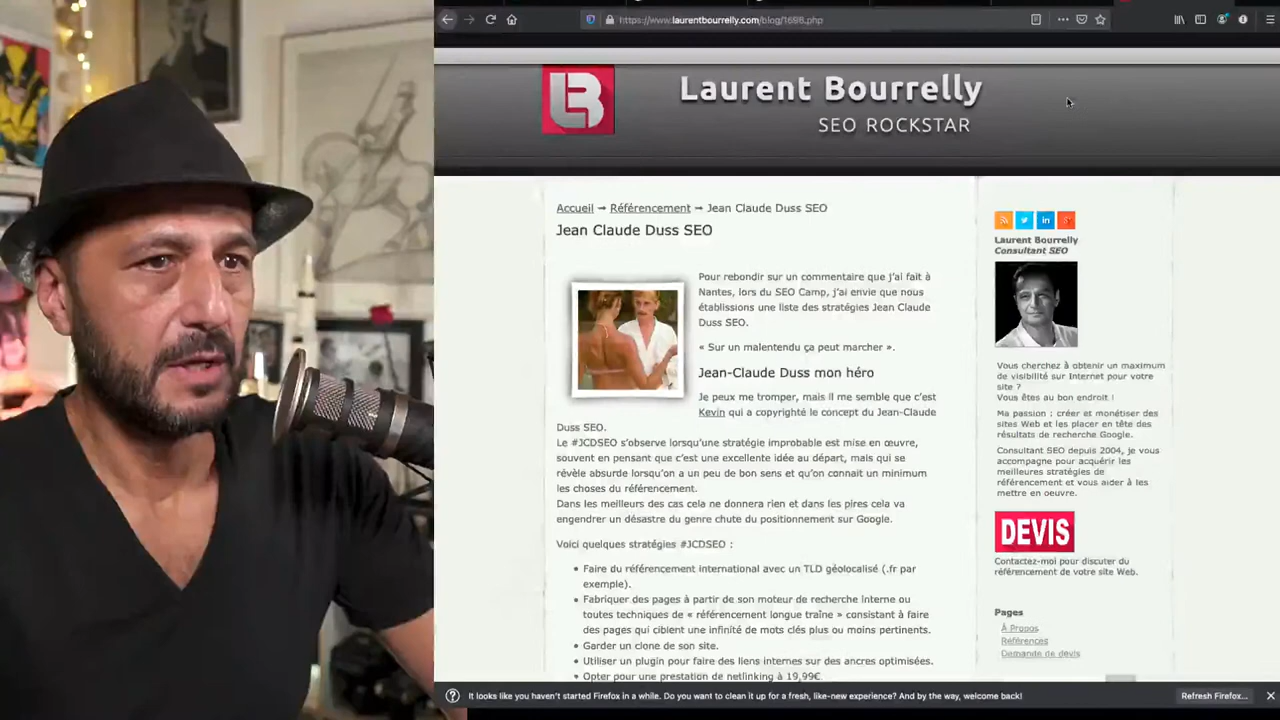 https://www.laurentbourrelly.com/blog/1698.php
LB
Laurent Bourrelly
SEO ROCKSTAR
Accueil → Référencement → Jean Claude Duss SEO
Jean Claude Duss SEO
Pour rebondir sur un commentaire que j'ai fait à
Nantes, lors du SEO Camp, j'ai envie que nous
établissions une liste des stratégies Jean Claude
Duss SEO.
« Sur un malentendu ça peut marcher ».
Jean-Claude Duss mon héro
Je peux me tromper, mais il me semble que c'est
Kevin qui a copyrighté le concept du Jean-Claude
Duss SEO.
Le #JCDSEO s'observe lorsqu'une stratégie improbable est mise en œuvre,
souvent en pensant que c'est une excellente idée au départ, mais qui se
révèle absurde lorsqu'on a un peu de bon sens et qu'on connait un minimum
les choses du référencement.
Dans les meilleurs des cas cela ne donnera rien et dans les pires cela va
engendrer un désastre du genre chute du positionnement sur Google.
Voici quelques stratégies #JCDSEO :
• Faire du référencement international avec un TLD géolocalisé (.fr par
exemple).
• Fabriquer des pages à partir de son moteur de recherche interne ou
toutes techniques de « référencement longue traîne » consistant à faire
des pages qui ciblent une infinité de mots clés plus ou moins pertinents.
• Garder un clone de son site.
• Utiliser un plugin pour faire des liens internes sur des ancres optimisées.
• Opter pour une prestation de netlinking à 19,99€.
Laurent Bourrelly
Consultant SEO
Vous cherchez à obtenir un maximum
de visibilité sur Internet pour votre
site ?
Vous êtes au bon endroit !
Ma passion : créer et monétiser des
sites Web et les placer en tête des
résultats de recherche Google.
Consultant SEO depuis 2004, je vous
accompagne pour acquérir les
meilleures stratégies de
référencement et vous aider à les
mettre en oeuvre.
DEVIS
Contactez-moi pour discuter du
référencement de votre site Web.
Pages
À Propos
Références
Demande de devis
It looks like you haven't started Firefox in a while. Do you want to clean it up for a fresh, like-new experience? And by the way, welcome back!
Refresh Firefox...